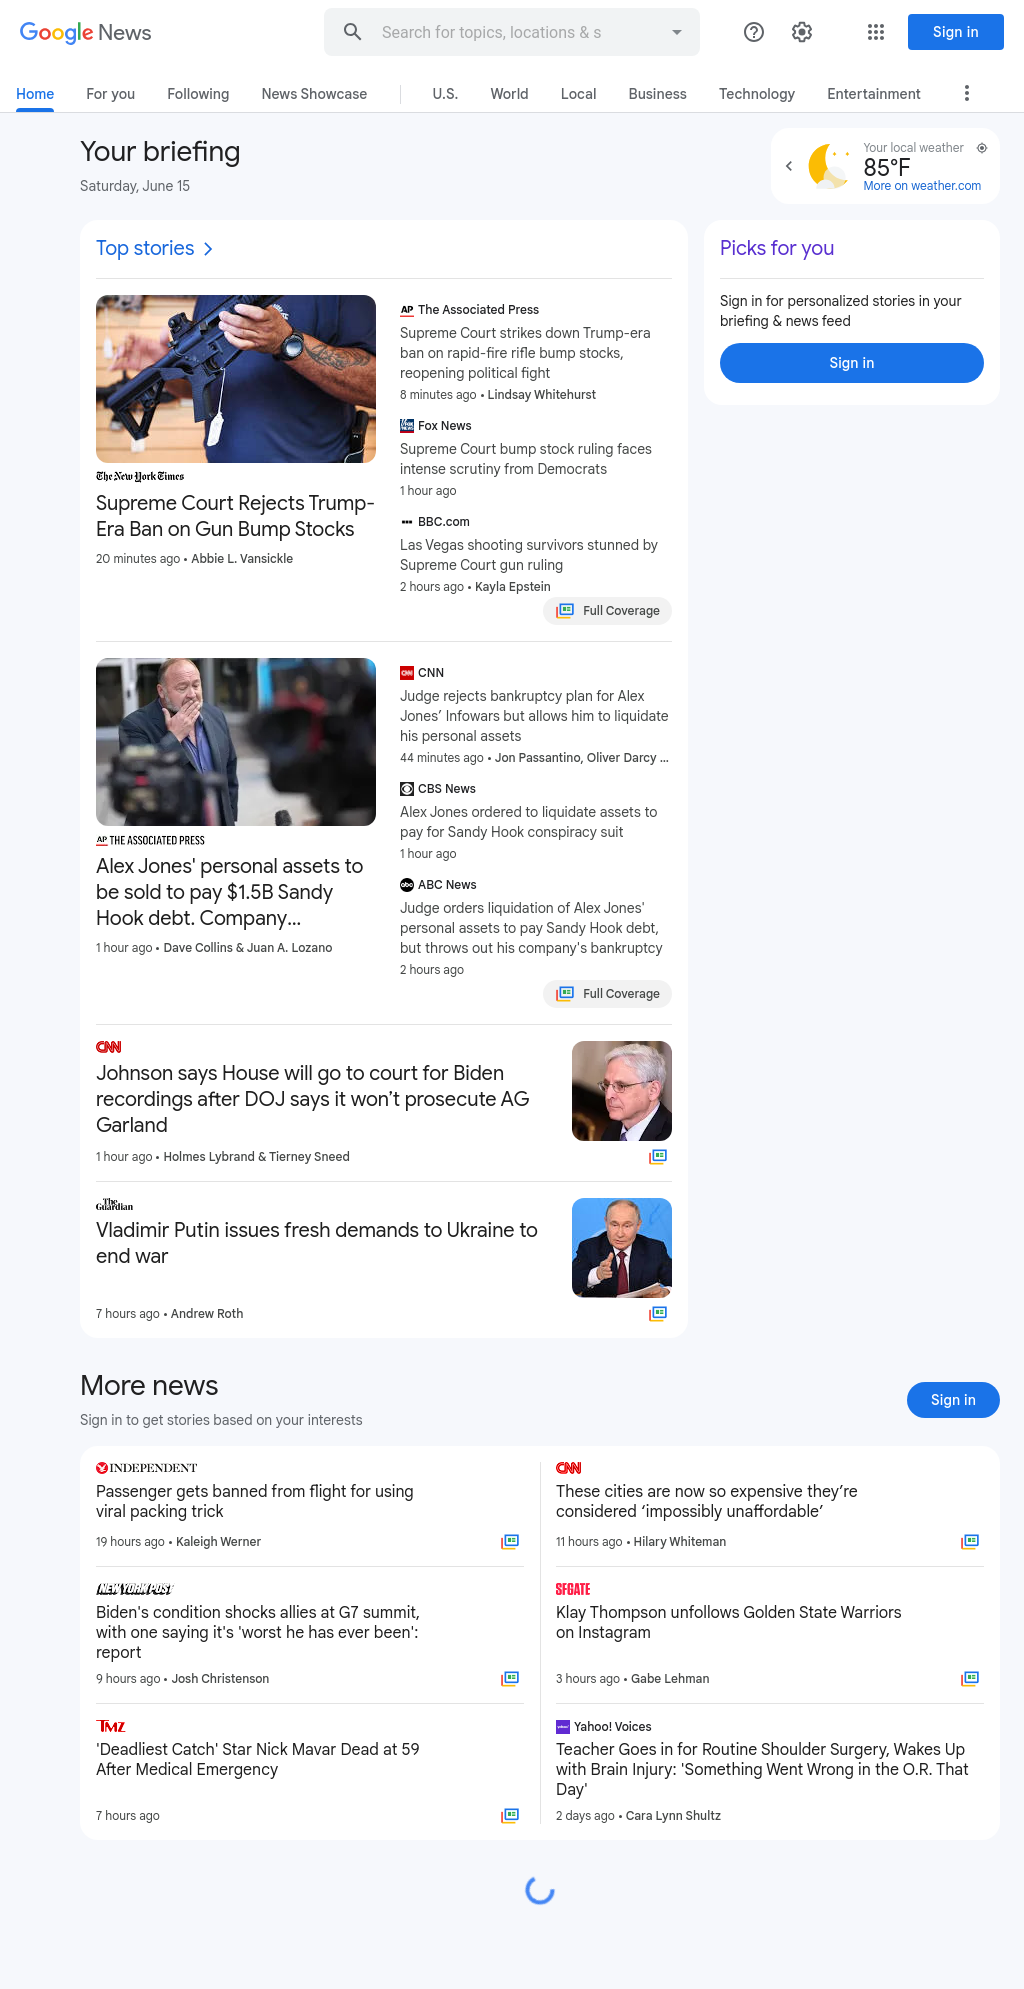 Google News
Search for topics, locations & s
Sign in
Home
For you
Following
News Showcase
U.S.
World
Local
Business
Technology
Entertainment
Your briefing
Saturday, June 15
Your local weather
85°F
More on weather.com
Top stories
The New York Times
Supreme Court Rejects Trump-
Era Ban on Gun Bump Stocks
20 minutes ago • Abbie L. Vansickle
AP The Associated Press
Supreme Court strikes down Trump-era
ban on rapid-fire rifle bump stocks,
reopening political fight
8 minutes ago • Lindsay Whitehurst
Fox News
Supreme Court bump stock ruling faces
intense scrutiny from Democrats
1 hour ago
BBC.com
Las Vegas shooting survivors stunned by
Supreme Court gun ruling
2 hours ago • Kayla Epstein
Full Coverage
Picks for you
Sign in for personalized stories in your
briefing & news feed
Sign in
AP THE ASSOCIATED PRESS
Alex Jones' personal assets to
be sold to pay $1.5B Sandy
Hook debt. Company...
1 hour ago • Dave Collins & Juan A. Lozano
CNN CNN
Judge rejects bankruptcy plan for Alex
Jones’ Infowars but allows him to liquidate
his personal assets
44 minutes ago • Jon Passantino, Oliver Darcy ...
CBS News
Alex Jones ordered to liquidate assets to
pay for Sandy Hook conspiracy suit
1 hour ago
abc ABC News
Judge orders liquidation of Alex Jones'
personal assets to pay Sandy Hook debt,
but throws out his company's bankruptcy
2 hours ago
Full Coverage
CNN
Johnson says House will go to court for Biden
recordings after DOJ says it won’t prosecute AG
Garland
1 hour ago • Holmes Lybrand & Tierney Sneed
The
Guardian
Vladimir Putin issues fresh demands to Ukraine to
end war
7 hours ago • Andrew Roth
More news
Sign in to get stories based on your interests
Sign in
INDEPENDENT
Passenger gets banned from flight for using
viral packing trick
19 hours ago • Kaleigh Werner
CNN
These cities are now so expensive they’re
considered ‘impossibly unaffordable’
11 hours ago • Hilary Whiteman
NEW YORK POST
Biden's condition shocks allies at G7 summit,
with one saying it's 'worst he has ever been':
report
9 hours ago • Josh Christenson
SFGATE
Klay Thompson unfollows Golden State Warriors
on Instagram
3 hours ago • Gabe Lehman
TMZ
'Deadliest Catch' Star Nick Mavar Dead at 59
After Medical Emergency
7 hours ago
Yahoo! Voices
Teacher Goes in for Routine Shoulder Surgery, Wakes Up
with Brain Injury: 'Something Went Wrong in the O.R. That
Day'
2 days ago • Cara Lynn Shultz